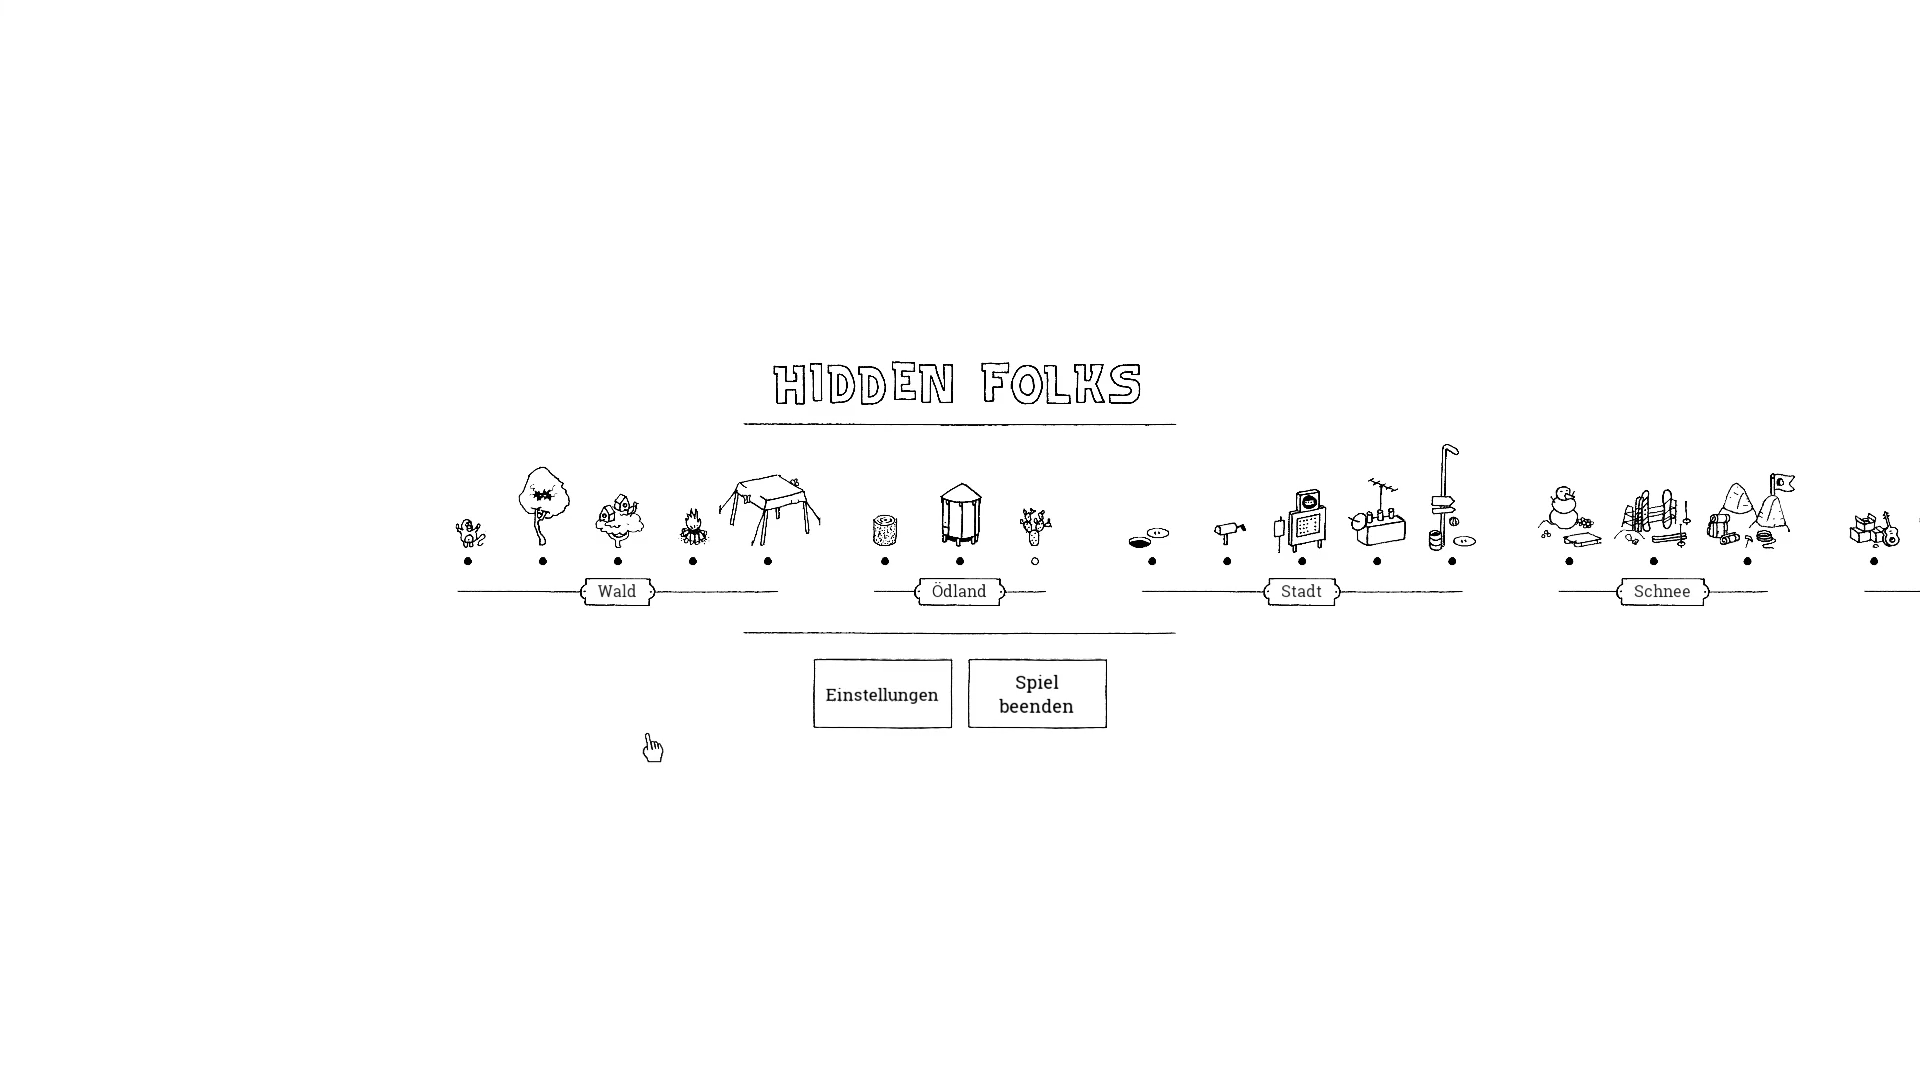 HIDDEN FOLKS
Wald
Ödland
Stadt
Schnee
Einstellungen
Spiel
beenden